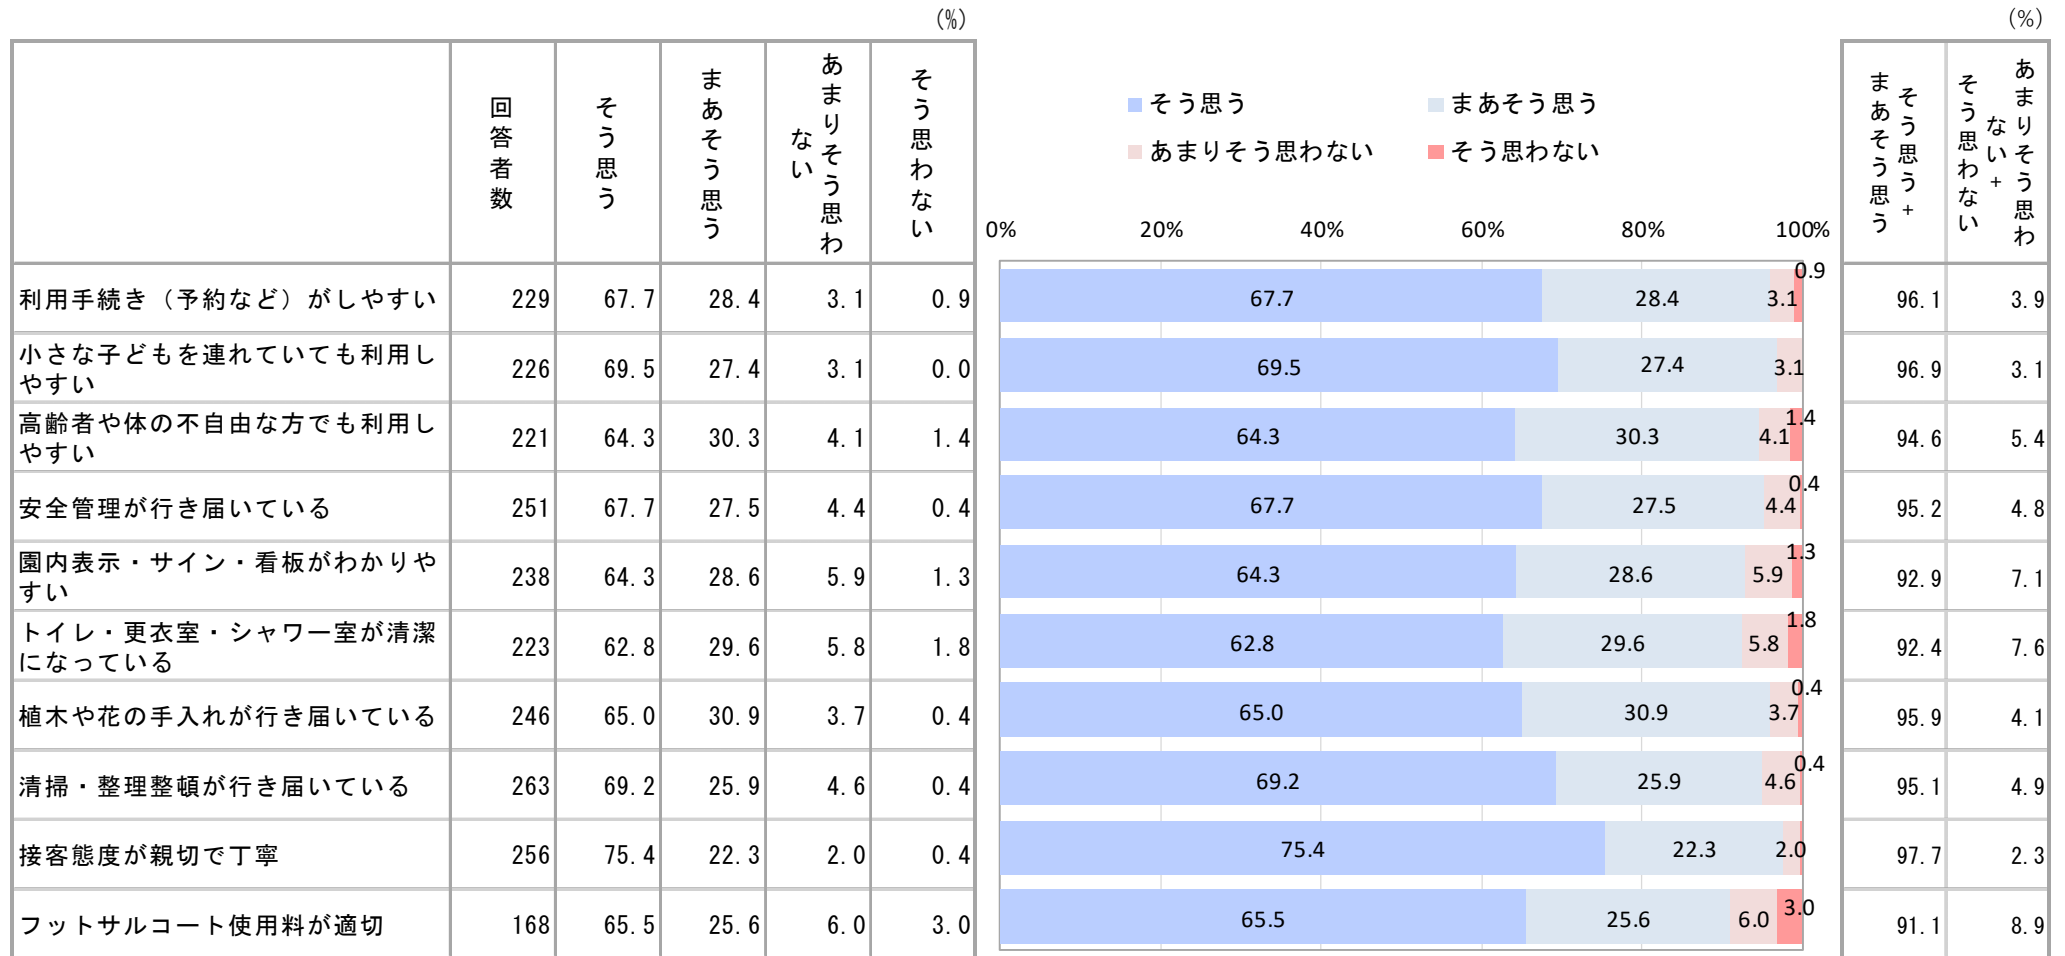 (%)
回答者数
そう思う
まあそう思う
あまりそう思わ
ない
そう思わない
利用手続き（予約など）がしやすい 229 67.7 28.4 3.1 0.9
小さな子どもを連れていても利用し
やすい 226 69.5 27.4 3.1 0.0
高齢者や体の不自由な方でも利用し
やすい 221 64.3 30.3 4.1 1.4
安全管理が行き届いている 251 67.7 27.5 4.4 0.4
園内表示・サイン・看板がわかりや
すい 238 64.3 28.6 5.9 1.3
トイレ・更衣室・シャワー室が清潔
になっている 223 62.8 29.6 5.8 1.8
植木や花の手入れが行き届いている 246 65.0 30.9 3.7 0.4
清掃・整理整頓が行き届いている 263 69.2 25.9 4.6 0.4
接客態度が親切で丁寧 256 75.4 22.3 2.0 0.4
フットサルコート使用料が適切 168 65.5 25.6 6.0 3.0
そう思う まあそう思う
あまりそう思わない そう思わない
0% 20% 40% 60% 80% 100%
67.7 28.4 3.1 0.9
69.5 27.4 3.1
64.3 30.3 4.1 1.4
67.7 27.5 4.4 0.4
64.3 28.6 5.9 1.3
62.8 29.6 5.8 1.8
65.0 30.9 3.7 0.4
69.2 25.9 4.6 0.4
75.4 22.3 2.0
65.5 25.6 6.0 3.0
(%)
そう思う+
まあそう思う
あまりそう思わ
ない+
そう思わない
96.1 3.9
96.9 3.1
94.6 5.4
95.2 4.8
92.9 7.1
92.4 7.6
95.9 4.1
95.1 4.9
97.7 2.3
91.1 8.9